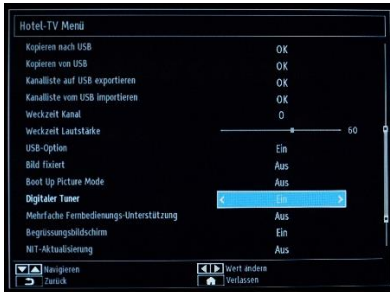 Hotel-TV Menü
Kopieren nach USB OK
Kopieren von USB OK
Kanalliste auf USB exportieren OK
Kanalliste vom USB importieren OK
Weckzeit Kanal 0
Weckzeit Lautstärke 60
USB-Option Ein
Bild fixiert Aus
Boot Up Picture Mode Aus
Digitaler Tuner Ein
Mehrfache Fernbedienungs-Unterstützung Aus
Begrüssungsbildschirm Ein
NIT-Aktualisierung Aus
Navigieren Wert ändern
Zurück Verlassen